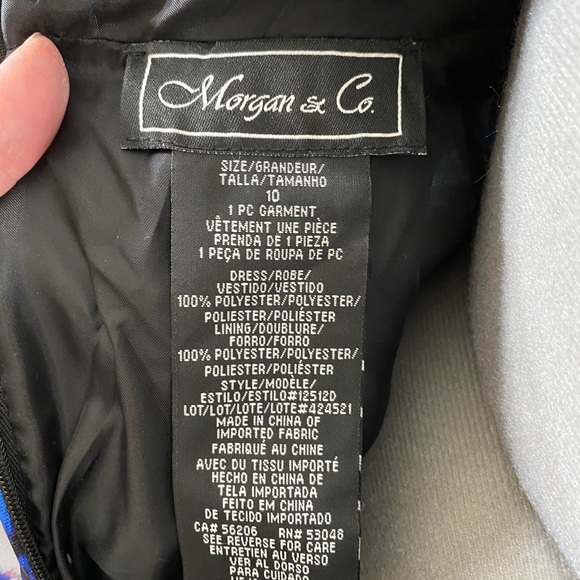 Morgan & Co.
SIZE/GRANDEUR/
TALLA/TAMANHO
10
1 PC GARMENT
VÊTEMENT UNE PIÈCE
PRENDA DE 1 PIEZA
1 PEÇA DE ROUPA DE PC
DRESS/ROBE/
VESTIDO/VESTIDO
100% POLYESTER/POLYESTER/
POLIESTER/POLIÉSTER
LINING/DOUBLURE/
FORRO/FORRO
100% POLYESTER/POLYESTER/
POLIESTER/POLIÉSTER
STYLE/MODÈLE/
ESTILO/ESTILO#12512D
LOT/LOT/LOTE/LOTE#424521
MADE IN CHINA OF
IMPORTED FABRIC
FABRIQUÉ AU CHINE
AVEC DU TISSU IMPORTÉ
HECHO EN CHINA DE
TELA IMPORTADA
FEITO EM CHINA
DE TECIDO IMPORTADO
CA# 56206 RN# 53048
SEE REVERSE FOR CARE
ENTRETIEN AU VERSO
VER AL DORSO
PARA CUIDADO